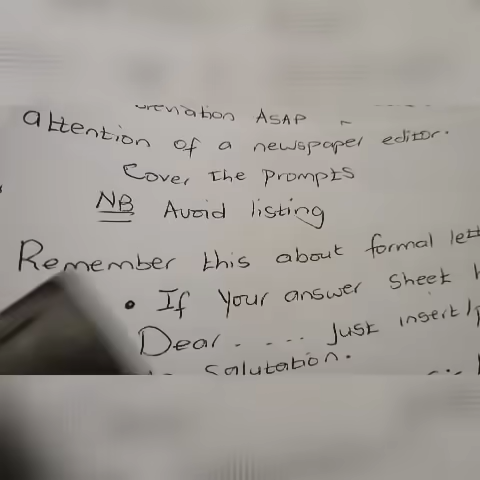 ASAP
attention of a newspaper editor.
Cover The Prompts
NB Avoid listing
Remember this about formal
• If Your answer sheet
Dear .... Just insert/
Salutation.